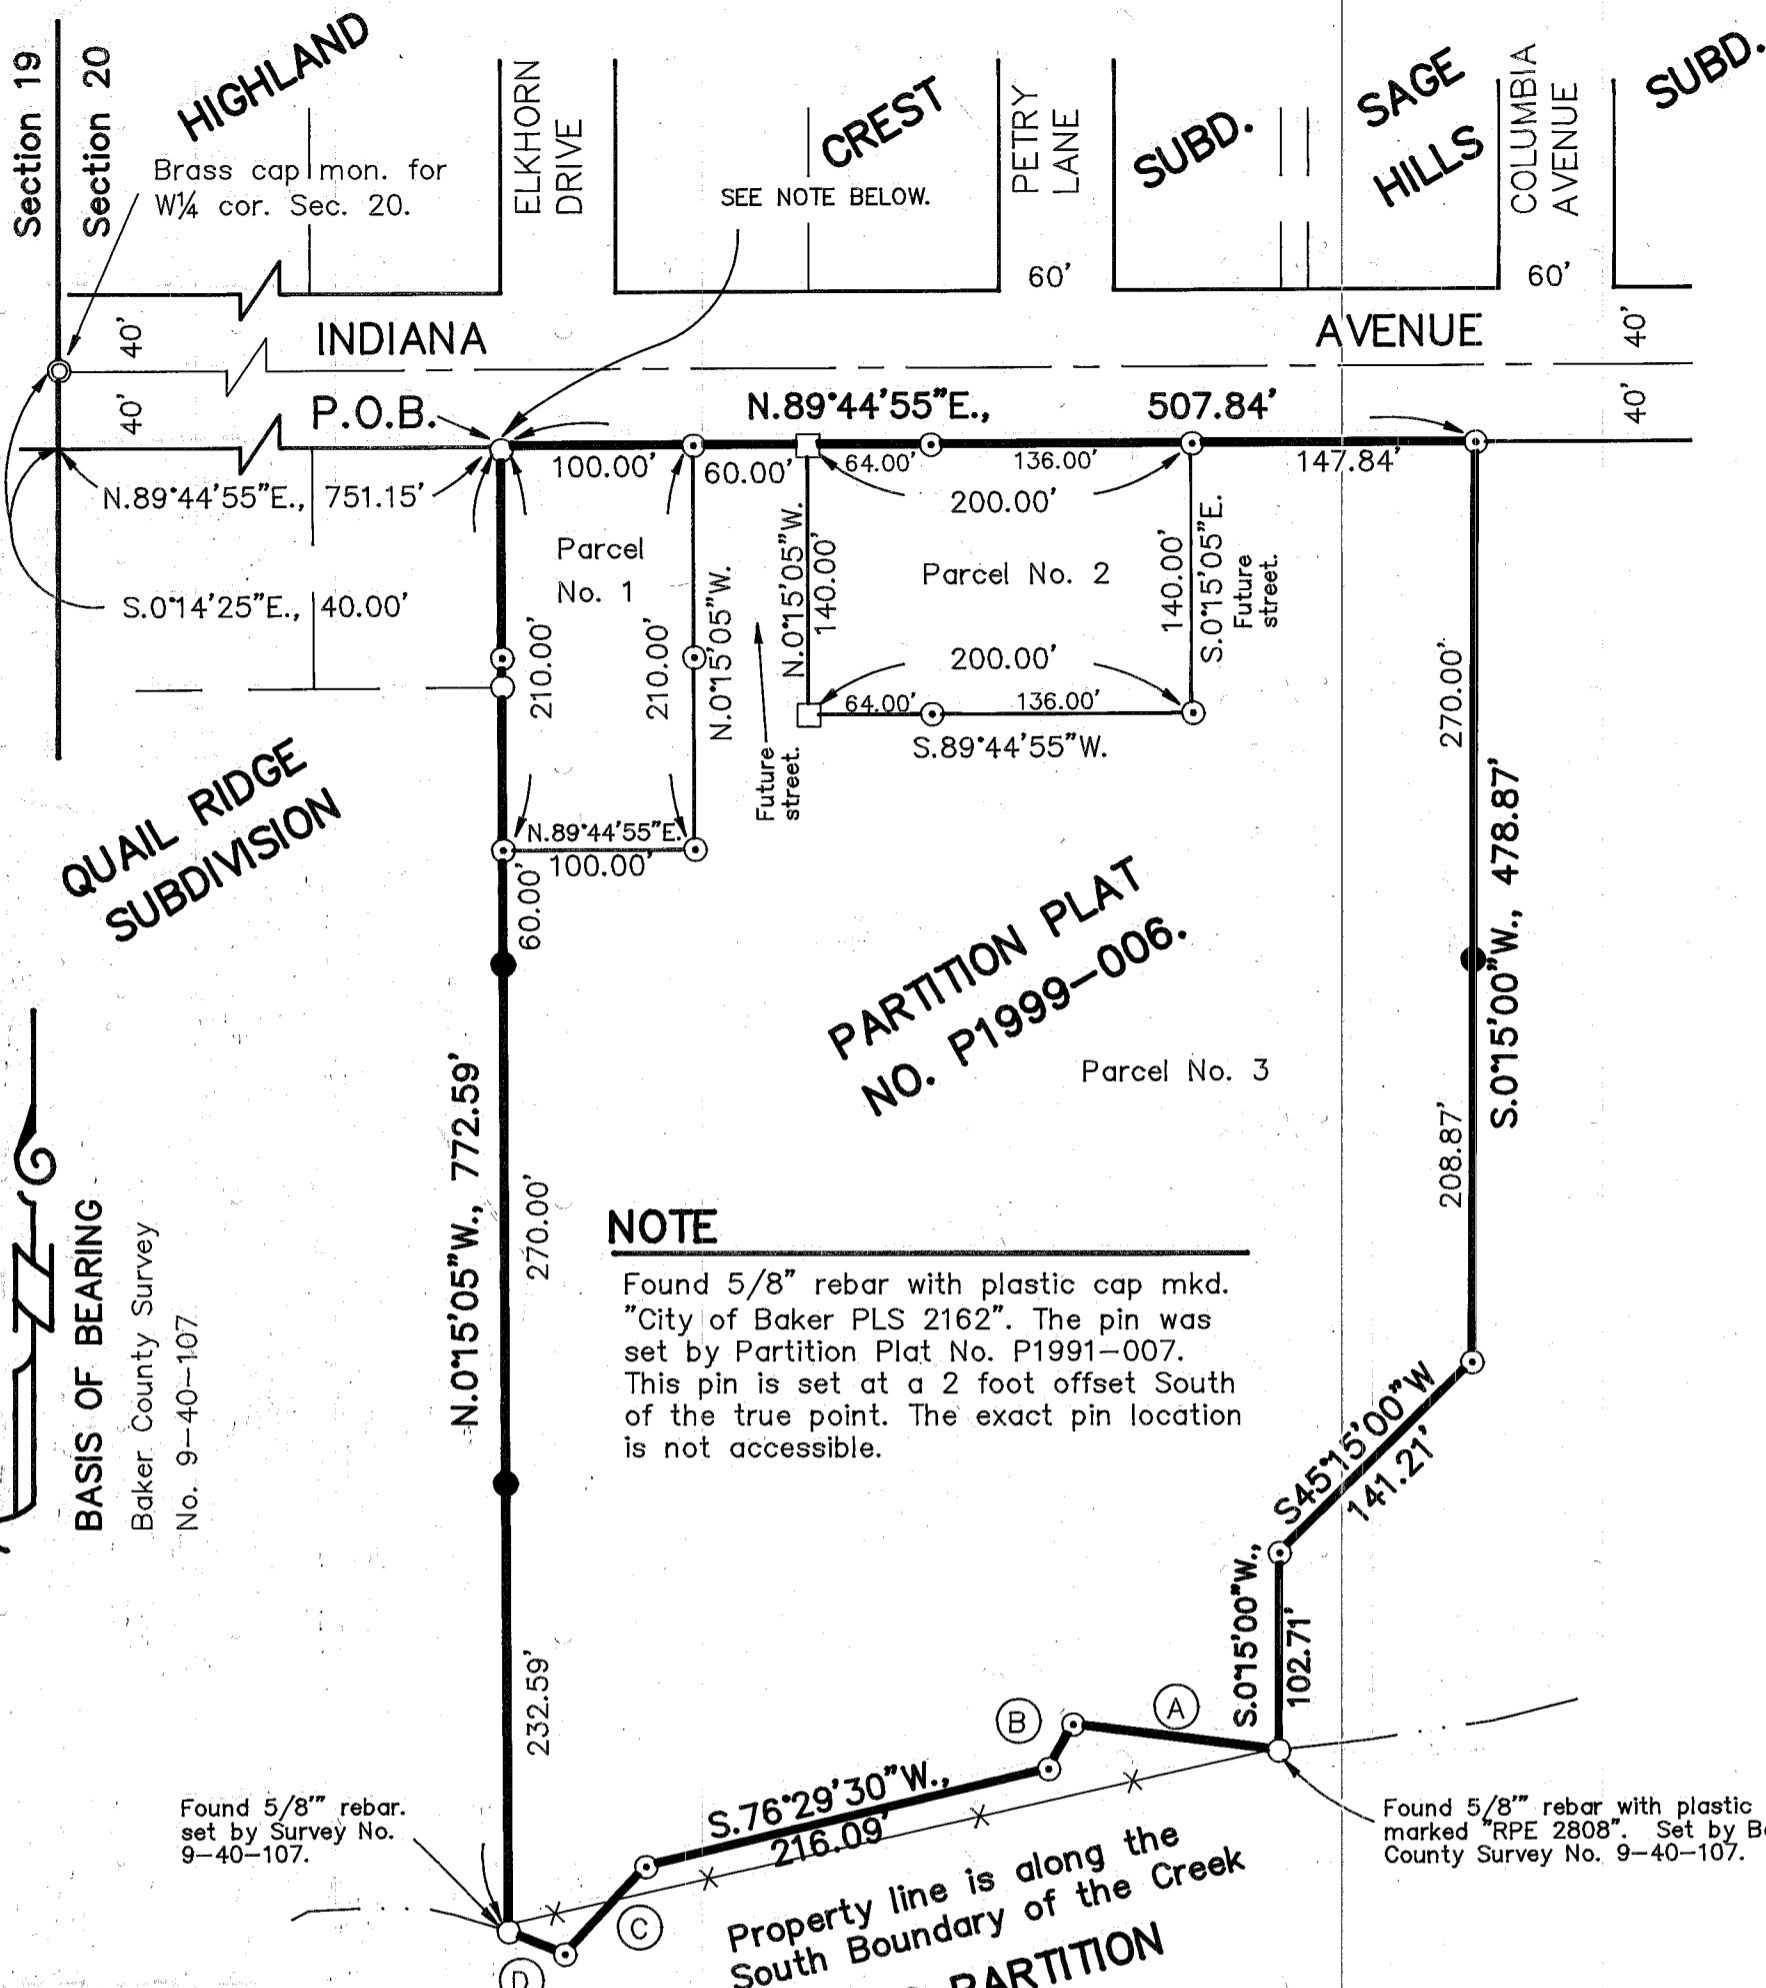 Section 19
Section 20
HIGHLAND
CREST
SUBD.
SAGE
HILLS
SUBD.
ELKHORN
DRIVE
PETRY
LANE
COLUMBIA
AVENUE
Brass cap mon. for
W¼ cor. Sec. 20.
SEE NOTE BELOW.
60'
60'
40'
INDIANA
AVENUE
40'
40'
P.O.B.
N.89°44'55"E.,
507.84'
40'
100.00'
60.00'
64.00'
136.00'
147.84'
N.89°44'55"E., 751.15'
200.00'
Parcel
No. 1
N.0°15'05"W.
140.00'
Parcel No. 2
140.00'
S.0°15'05"E.
Future
street.
S.0°14'25"E., 40.00'
210.00'
210.00'
N.0°15'05"W.
200.00'
64.00'
136.00'
S.89°44'55"W.
270.00'
Future
street.
QUAIL RIDGE
SUBDIVISION
N.89°44'55"E.
100.00'
60.00'
S.0°15'00"W., 478.87'
PARTITION PLAT
NO. P1999-006.
Parcel No. 3
N.0°15'05"W., 772.59'
270.00'
208.87'
BASIS OF BEARING
Baker County Survey
No. 9-40-107
NOTE
Found 5/8" rebar with plastic cap mkd.
"City of Baker PLS 2162". The pin was
set by Partition Plat No. P1991-007.
This pin is set at a 2 foot offset South
of the true point. The exact pin location
is not accessible.
S45°15'00"W
141.21'
S.0°15'00"W.,
102.71'
232.59'
A
B
S.76°29'30"W.,
216.09'
Found 5/8'" rebar.
set by Survey No.
9-40-107.
Found 5/8'" rebar with plastic
marked "RPE 2808". Set by
County Survey No. 9-40-107.
C
D
Property line is along the
South Boundary of the Creek
PARTITION